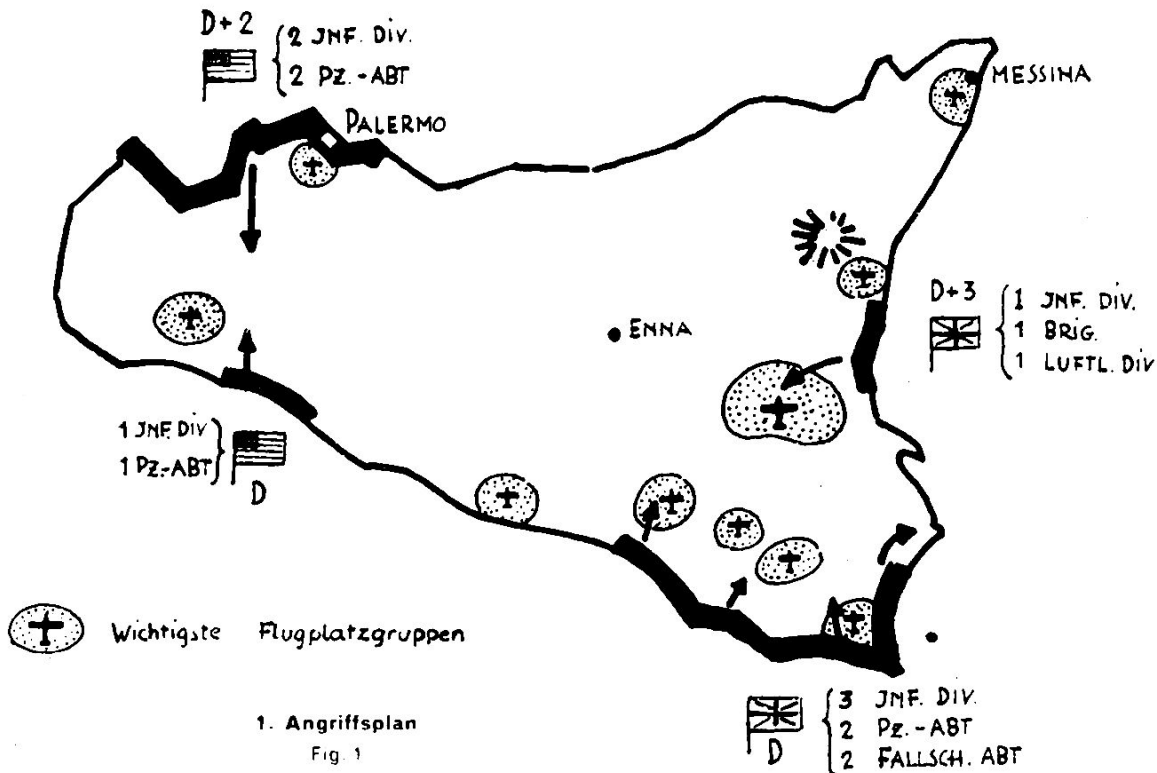 D+2
2 JNF. DIV.
2 PZ.-ABT
PALERMO
MESSINA
D+3
1 JNF. DIV.
1 BRIG.
1 LUFTL. DIV
ENNA
1 JNF. DIV
1 PZ.-ABT
D
Wichtigste Flugplatzgruppen
1. Angriffsplan
Fig. 1
D
3 JNF. DIV.
2 Pz.-ABT
2 FALLSCH. ABT